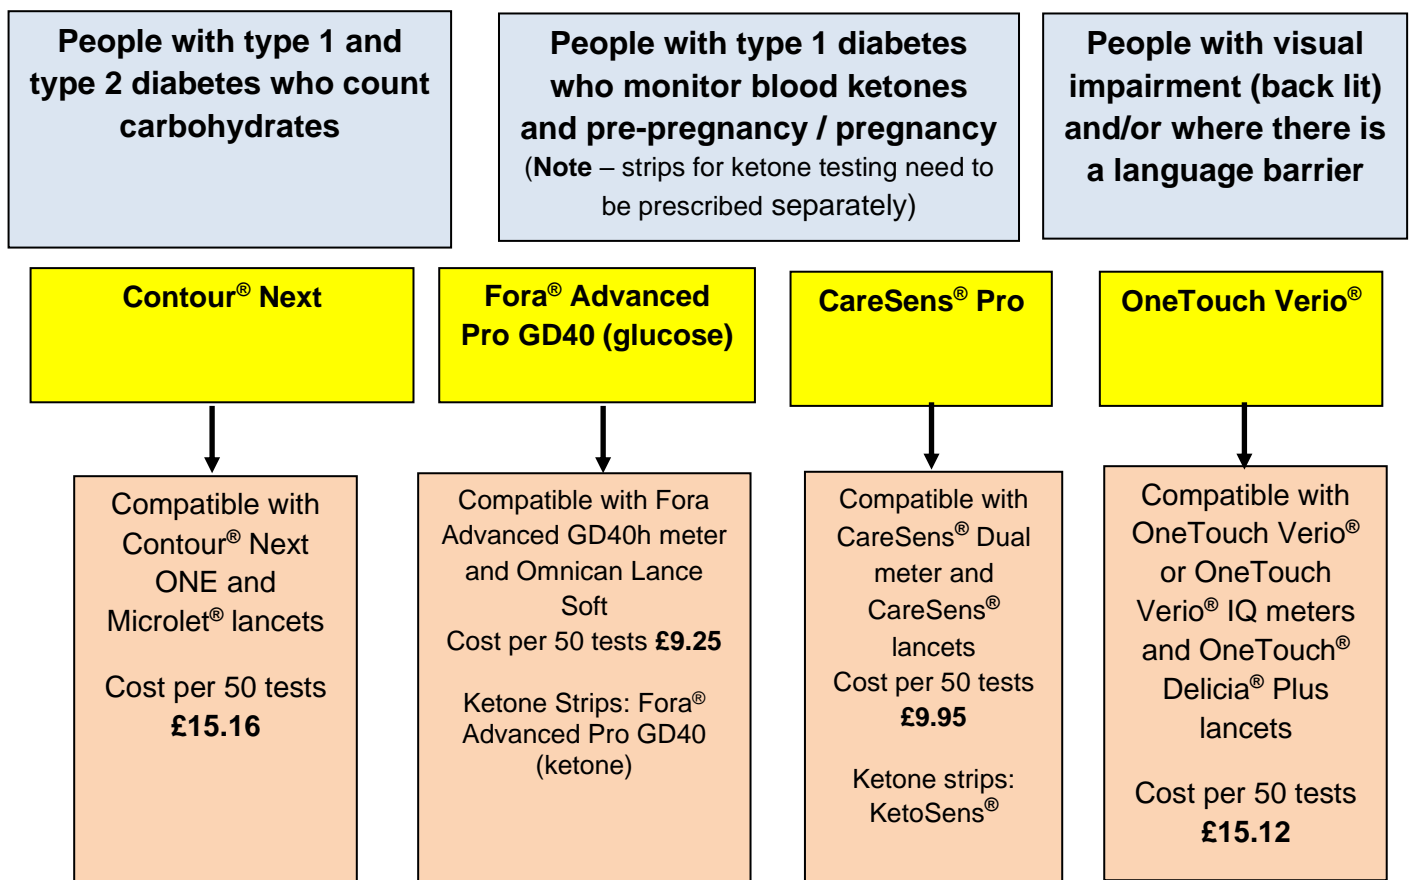 People with type 1 and
type 2 diabetes who count
carbohydrates
People with type 1 diabetes
who monitor blood ketones
and pre-pregnancy / pregnancy
(Note – strips for ketone testing need to
be prescribed separately)
People with visual
impairment (back lit)
and/or where there is
a language barrier
Contour® Next
Fora® Advanced
Pro GD40 (glucose)
CareSens® Pro
OneTouch Verio®
Compatible with
Contour® Next
ONE and
Microlet® lancets
Cost per 50 tests
£15.16
Compatible with Fora
Advanced GD40h meter
and Omnican Lance
Soft
Cost per 50 tests £9.25
Ketone Strips: Fora®
Advanced Pro GD40
(ketone)
Compatible with
CareSens® Dual
meter and
CareSens®
lancets
Cost per 50 tests
£9.95
Ketone strips:
KetoSens®
Compatible with
OneTouch Verio®
or OneTouch
Verio® IQ meters
and OneTouch®
Delicia® Plus
lancets
Cost per 50 tests
£15.12